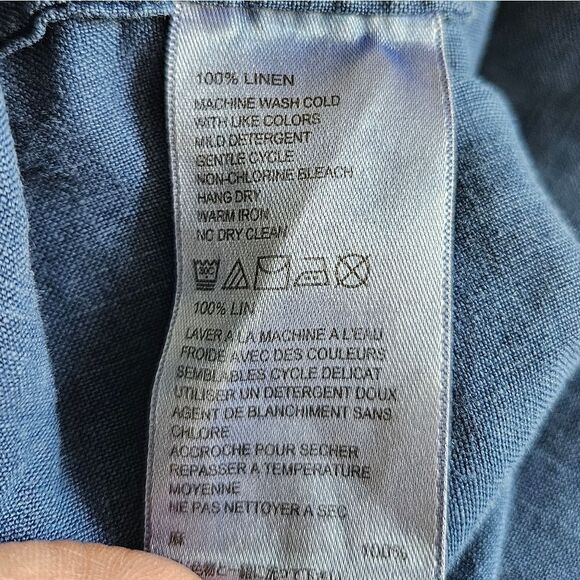 100% LINEN
MACHINE WASH COLD
WITH LIKE COLORS
MILD DETERGENT
GENTLE CYCLE
NON-CHLORINE BLEACH
HANG DRY
WARM IRON
NO DRY CLEAN
30C
100% LIN
LAVER A LA MACHINE A L'EAU
FROIDE AVEC DES COULEURS
SEMBLABLES CYCLE DELICAT
UTILISER UN DETERGENT DOUX
AGENT DE BLANCHIMENT SANS
CHLORE
ACCROCHE POUR SECHER
REPASSER A TEMPERATURE
MOYENNE
NE PAS NETTOYER A SEC
麻 100%